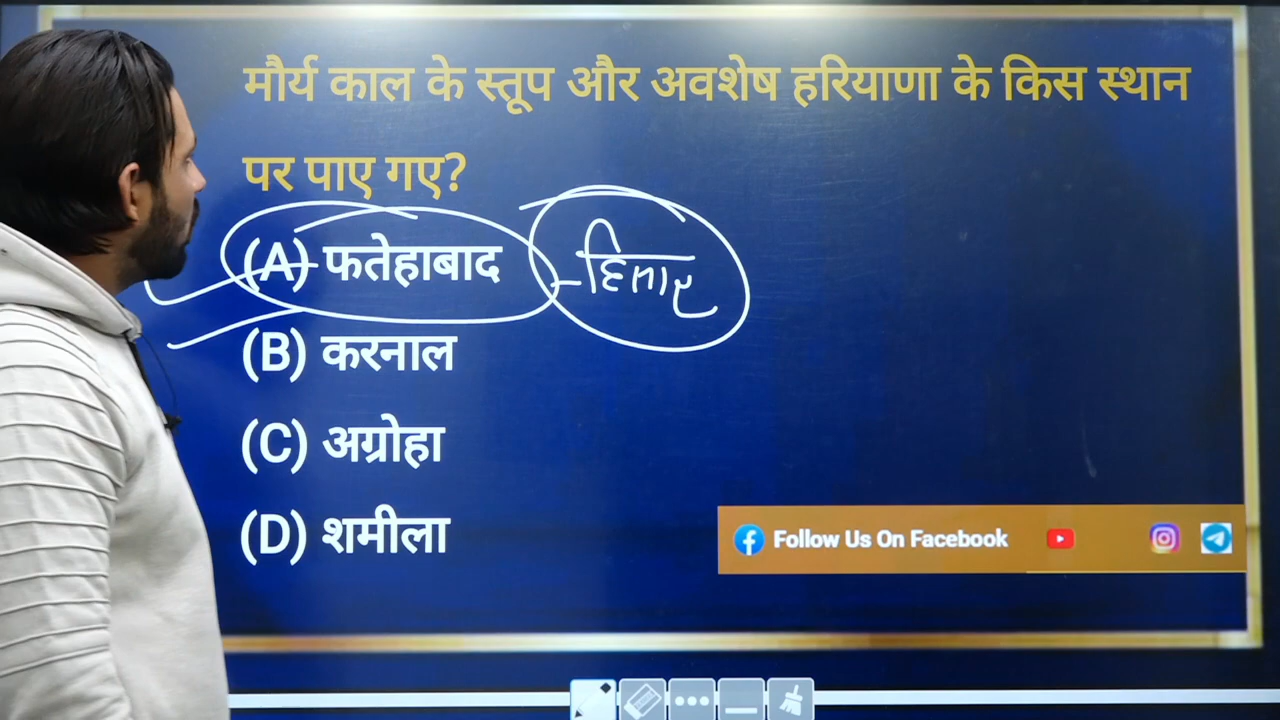 मौर्य काल के स्तूप और अवशेष हरियाणा के किस स्थान
पर पाए गए?
(A) फतेहाबाद - हिसार
(B) करनाल
(C) अग्रोहा
(D) शमीला
Follow Us On Facebook